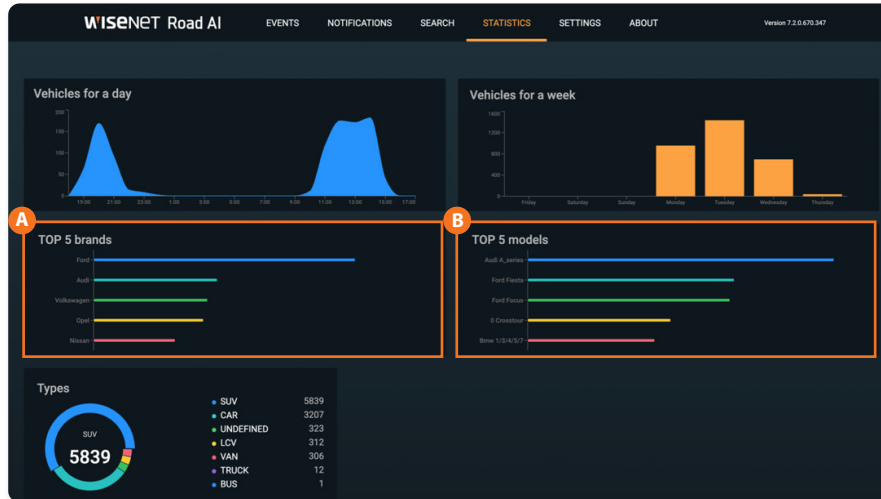 WISENET Road AI EVENTS NOTIFICATIONS SEARCH STATISTICS SETTINGS ABOUT Version 7.2.0.670.347
Vehicles for a day
200
150
100
50
0
19:00 21:00 23:00 1:00 3:00 5:00 7:00 9:00 11:00 13:00 15:00 17:00
Vehicles for a week
1400
1200
800
400
0
Friday Saturday Sunday Monday Tuesday Wednesday Thursday
A
TOP 5 brands
Ford
Audi
Volkswagen
Opel
Nissan
B
TOP 5 models
Audi A_series
Ford Fiesta
Ford Focus
0 Crosstour
Bmw 1/3/4/5/7
Types
SUV
5839
SUV 5839
CAR 3207
UNDEFINED 323
LCV 312
VAN 306
TRUCK 12
BUS 1